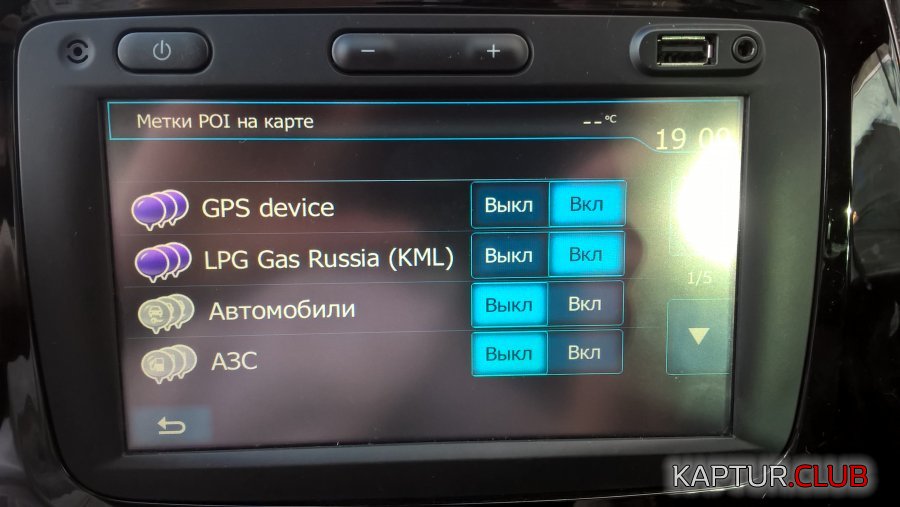 − +
Метки POI на карте
--°C
GPS device Выкл Вкл
LPG Gas Russia (KML) Выкл Вкл
1/5
Автомобили Выкл Вкл
АЗС Выкл Вкл
KAPTUR.CLUB